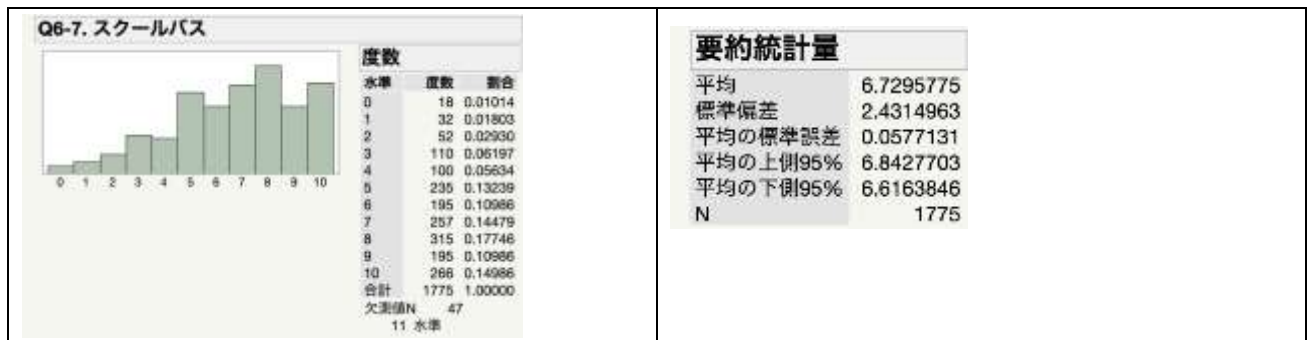 Q6-7. スクールバス
0 1 2 3 4 5 6 7 8 9 10
度数
水準 度数 割合
0 18 0.01014
1 32 0.01803
2 52 0.02930
3 110 0.06197
4 100 0.05634
5 235 0.13239
6 195 0.10986
7 257 0.14479
8 315 0.17746
9 195 0.10986
10 266 0.14986
合計 1775 1.00000
欠測値N 47
11 水準
要約統計量
平均 6.7295775
標準偏差 2.4314963
平均の標準誤差 0.0577131
平均の上側95% 6.8427703
平均の下側95% 6.6163846
N 1775